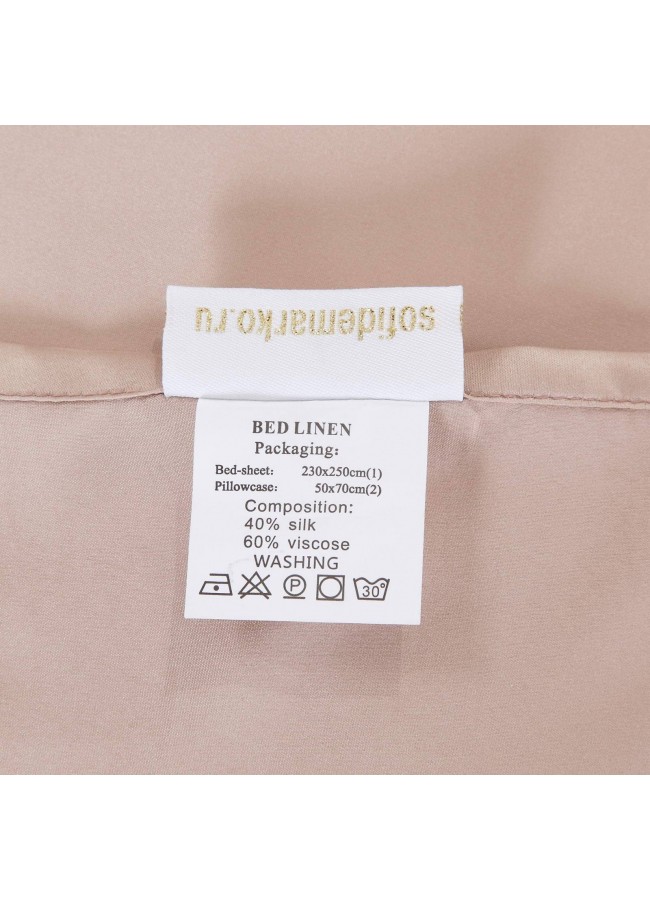 sofidemarko.ru
BED LINEN
Packaging:
Bed-sheet: 230x250cm(1)
Pillowcase: 50x70cm(2)
Composition:
40% silk
60% viscose
WASHING
P 30°